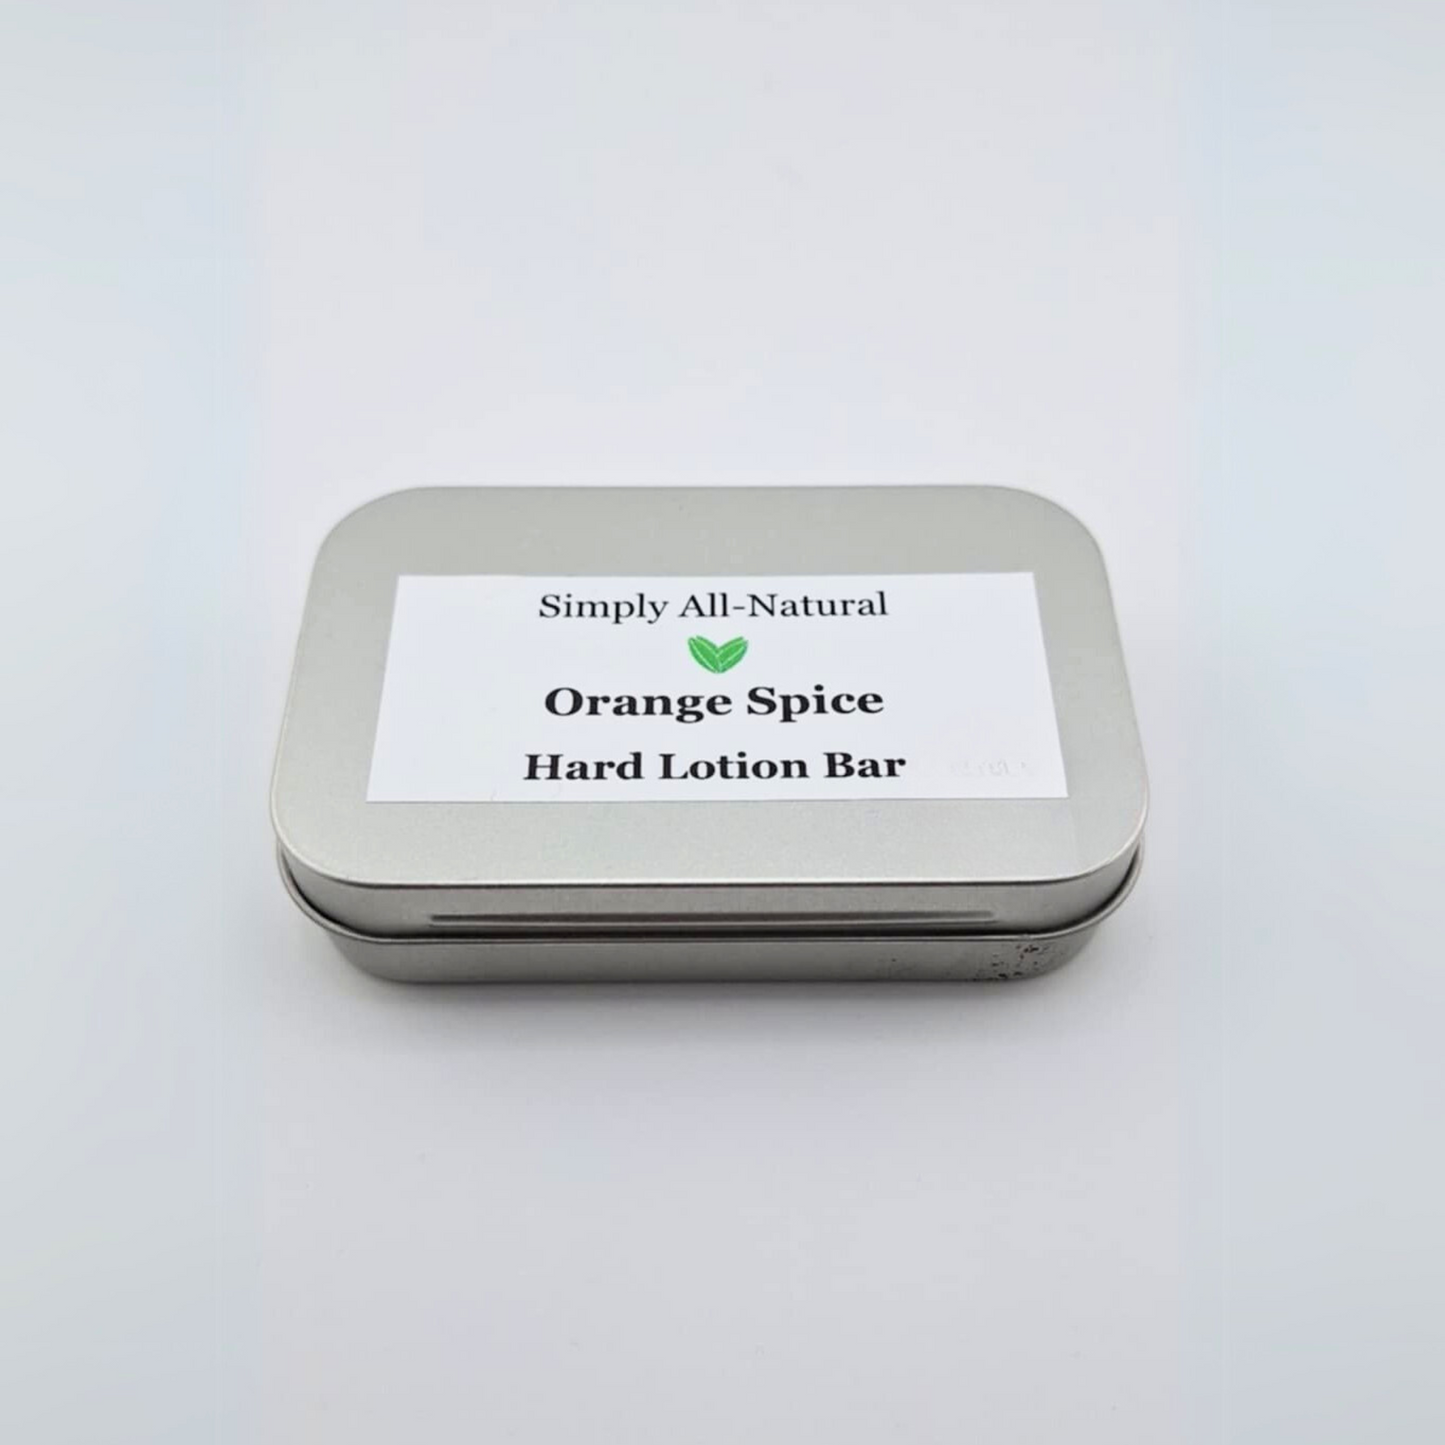 Simply All-Natural
Orange Spice
Hard Lotion Bar